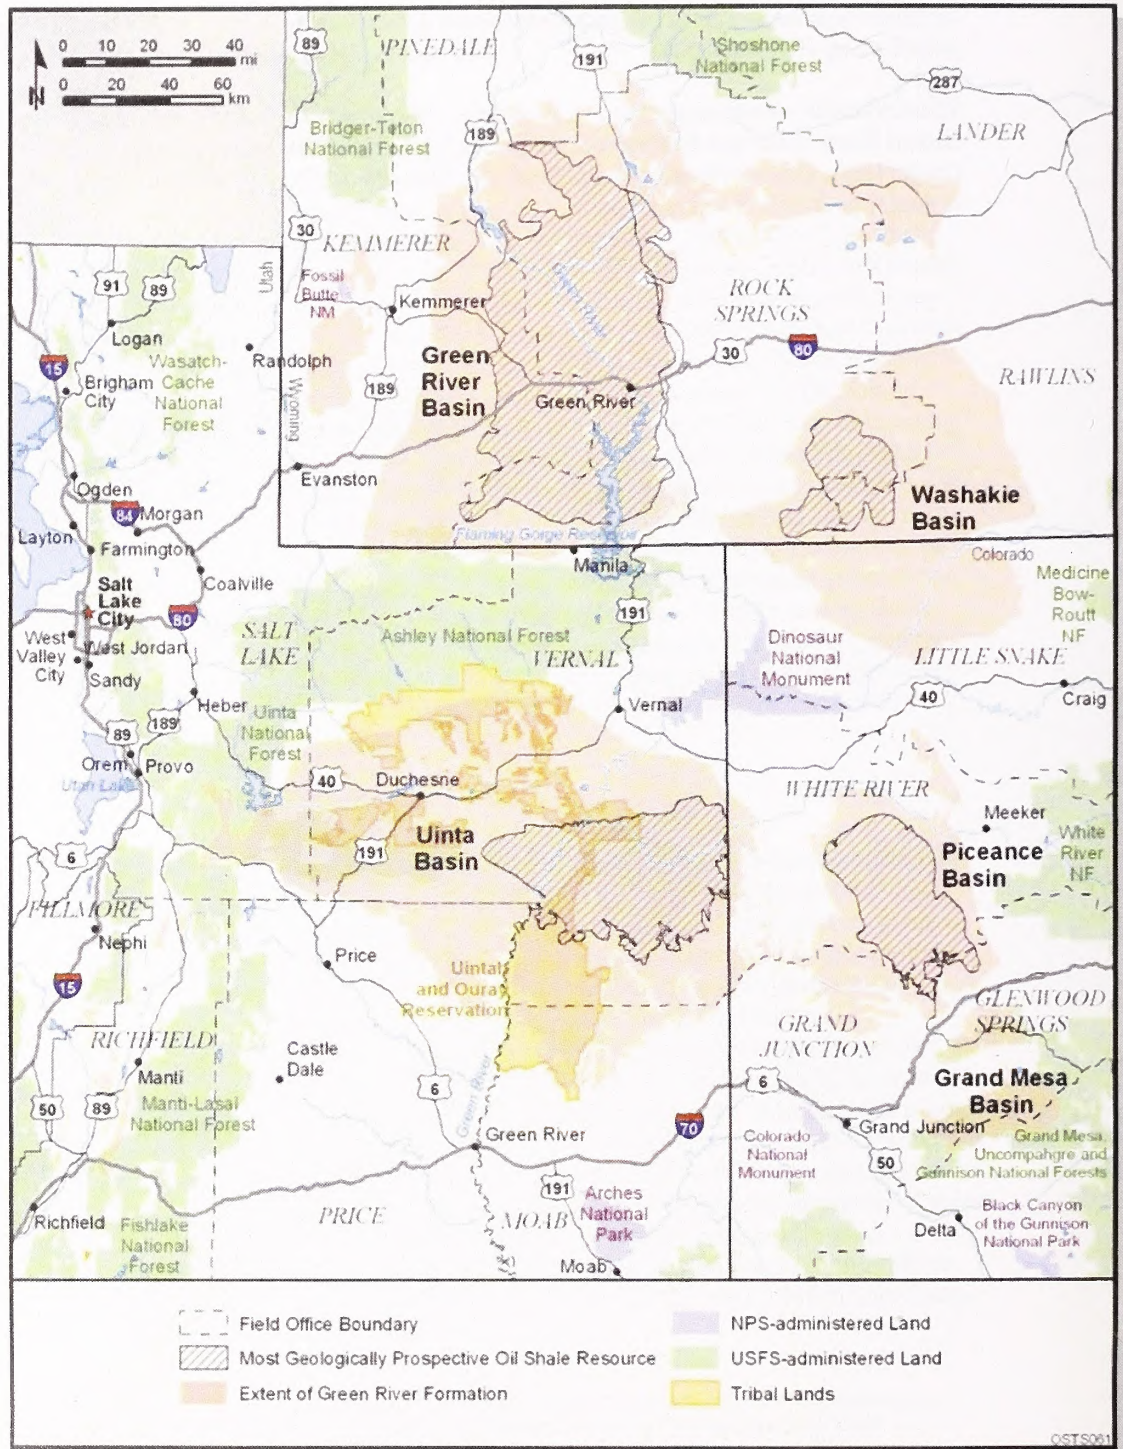 0 10 20 30 40
mi
0 20 40 60
km
N
89
PINEDALE
191
Shoshone
National Forest
287
Bridger-Teton
National Forest
189
LANDER
30
KEMMERER
Fossil
Butte
NM
Kemmerer
Green River
ROCK
SPRINGS
30
80
Utah
91
89
Logan
Wasatch-
Cache
National
Forest
Randolph
15
Brigham
City
Wyoming
189
Green
River
Basin
Green River
RAWLINS
Ogden
Evanston
Washakie
Basin
84
Morgan
Layton
Farmington
Flaming Gorge Reservoir
Manila
Colorado
Medicine
Bow-
Routt
NF
Coalville
Salt
Lake
City
80
191
West
Valley
City
West Jordan
Sandy
SALT
LAKE
Ashley National Forest
VERNAL
Dinosaur
National
Monument
LITTLE SNAKE
40
Craig
Heber
Vernal
189
89
Uinta
National
Forest
Orem
Provo
Utah Lake
40
Duchesne
WHITE RIVER
Meeker
6
191
Uinta
Basin
Piceance
Basin
White
River
NF
FILLMORE
Nephi
Price
15
Uintah
and Ouray
Reservation
GLENWOOD
SPRINGS
GRAND
JUNCTION
RICHFIELD
Manti
Castle
Dale
6
Green River
6
Grand Mesa
Basin
50
89
Manti-Lasal
National Forest
Green River
70
Colorado
National
Monument
Grand Junction
50
Grand Mesa,
Uncompahgre and
Gunnison National Forests
191
Arches
National
Park
Richfield
Fishlake
National
Forest
PRICE
MOAB
Moab
Delta
Black Canyon
of the Gunnison
National Park
Field Office Boundary
Most Geologically Prospective Oil Shale Resource
Extent of Green River Formation
NPS-administered Land
USFS-administered Land
Tribal Lands